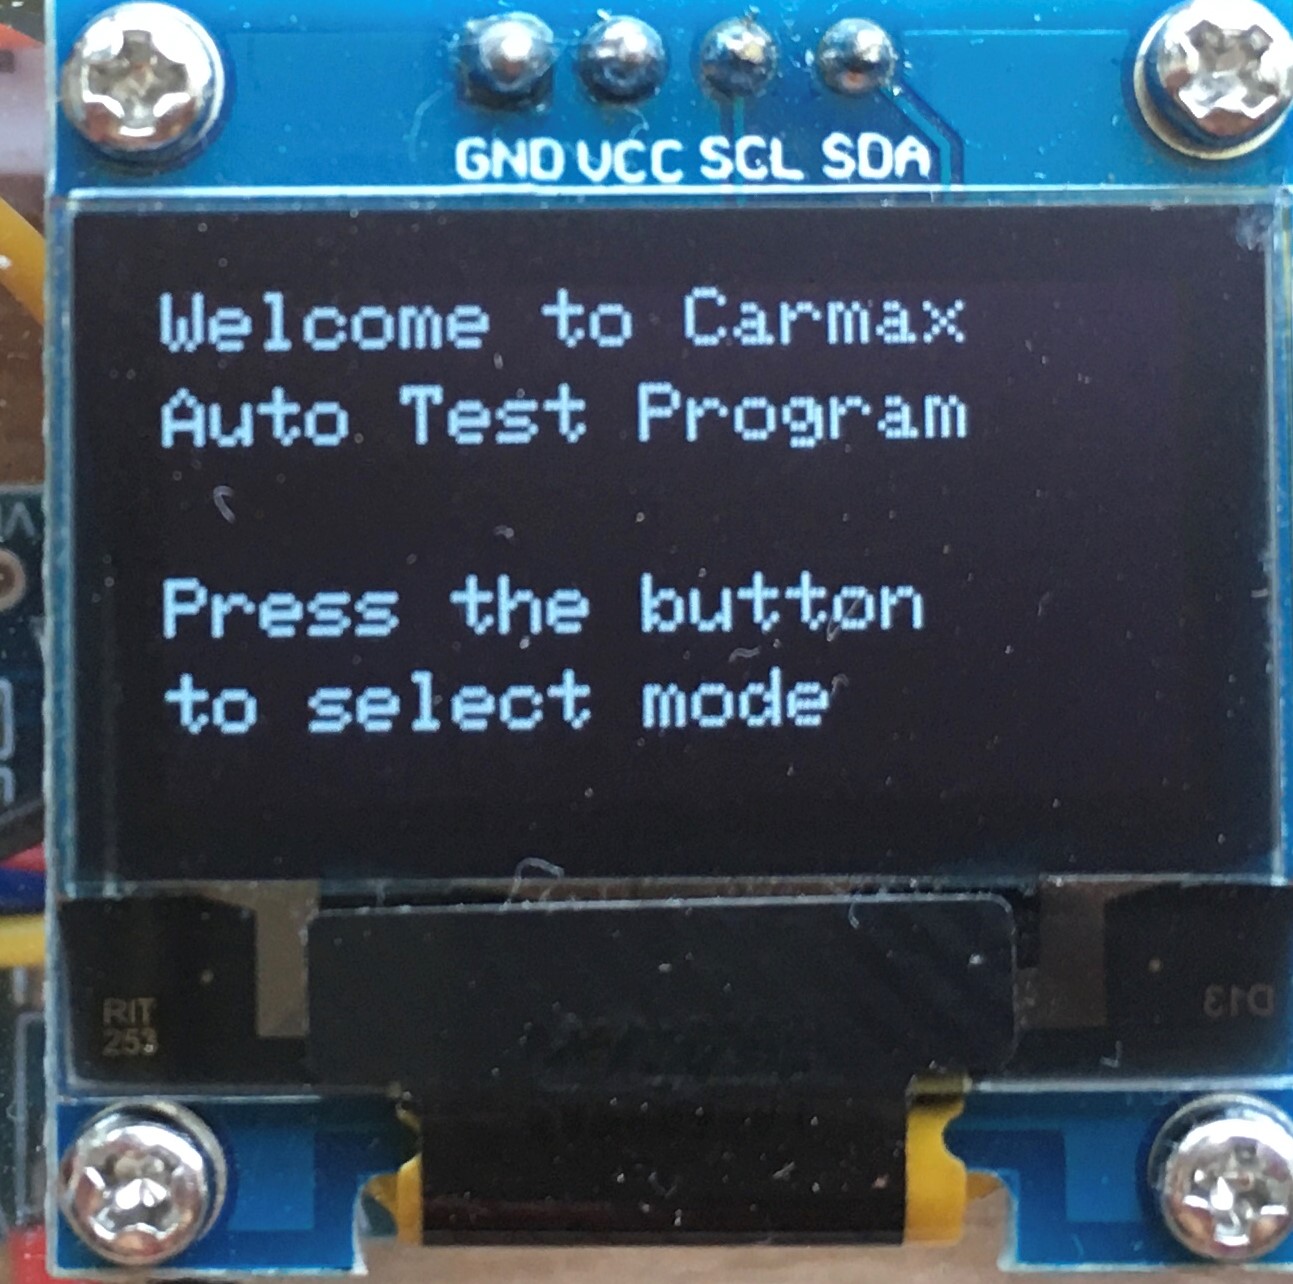 GND VCC SCL SDA
Welcome to Carmax
Auto Test Program
Press the button
to select mode
RIT
253
D13